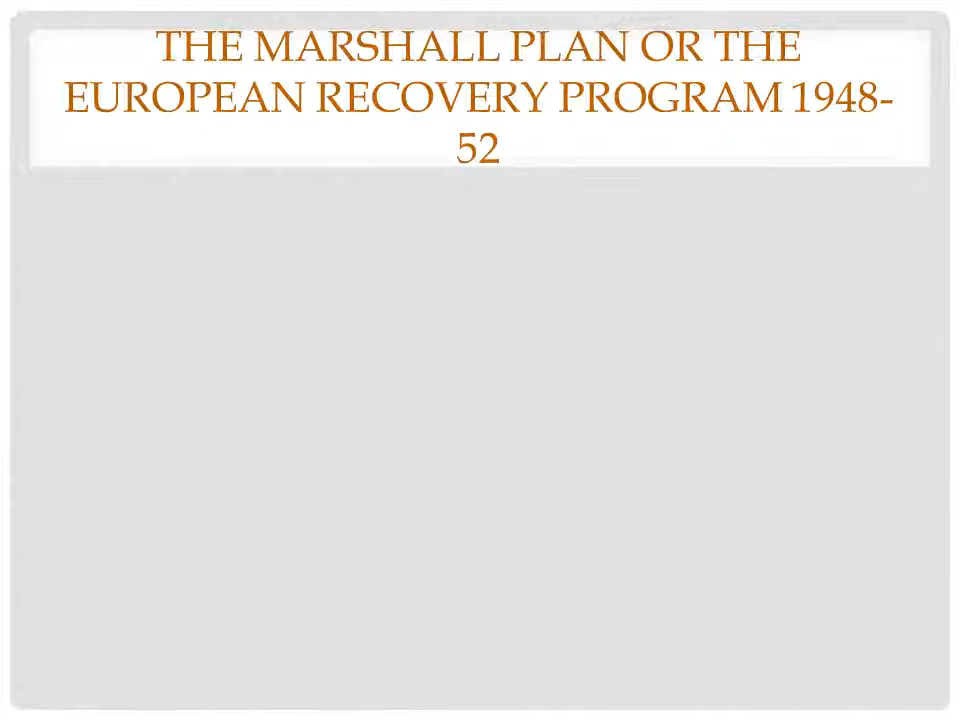 THE MARSHALL PLAN OR THE
EUROPEAN RECOVERY PROGRAM 1948-
52